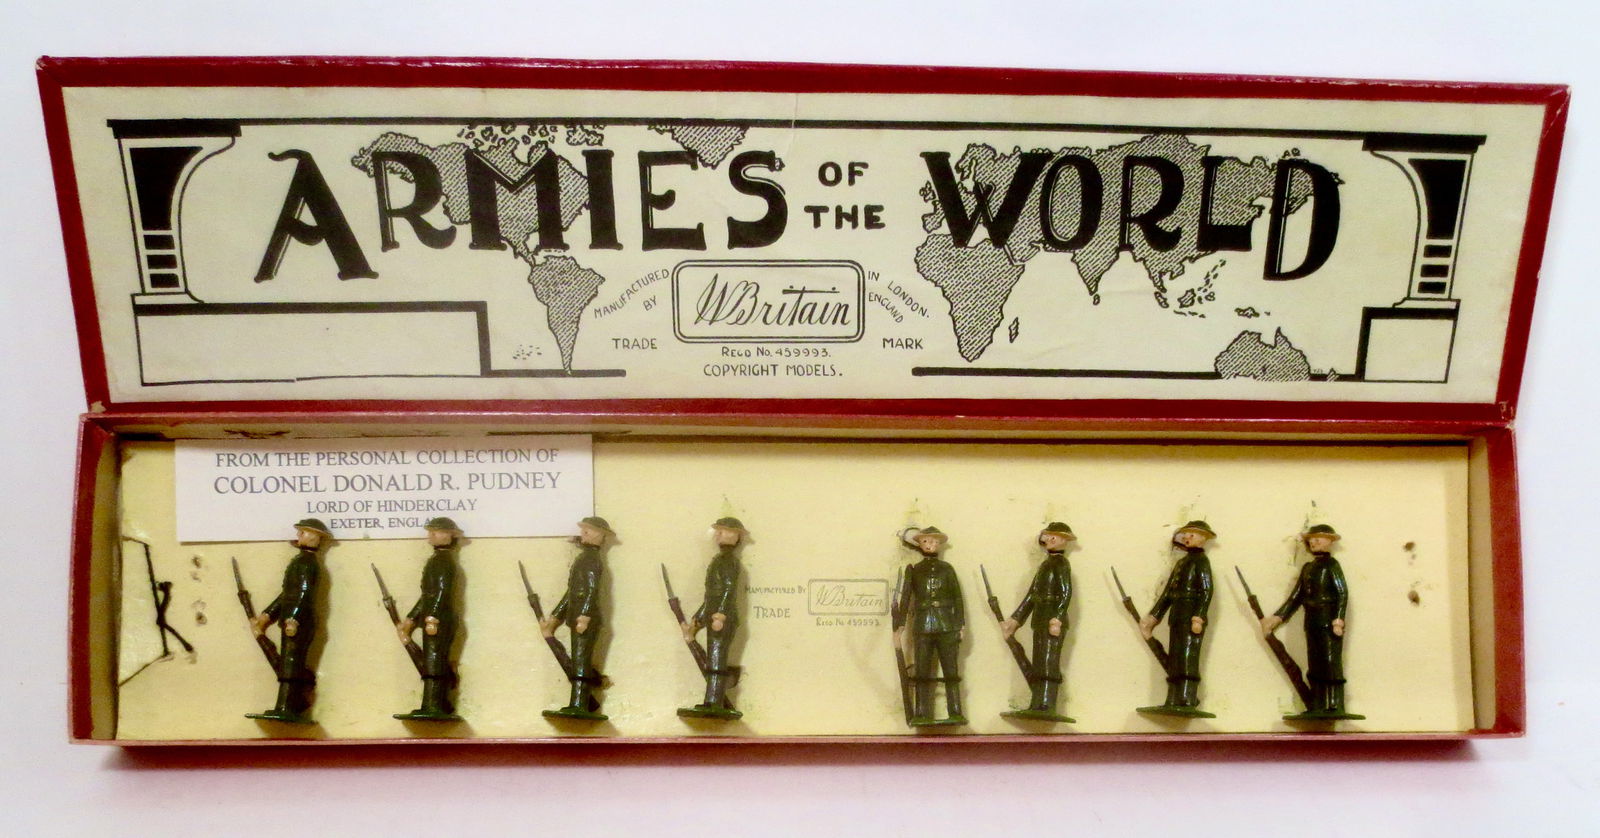 ARMIES OF THE WORLD
MANUFACTURED BY
W Britain
IN LONDON.
ENGLAND
TRADE MARK
REGD NO. 459993.
COPYRIGHT MODELS.
FROM THE PERSONAL COLLECTION OF
COLONEL DONALD R. PUDNEY
LORD OF HINDERCLAY
EXETER, ENGLA
MANUFACTURED BY
W Britain
IN
TRADE
REGD NO 459993.